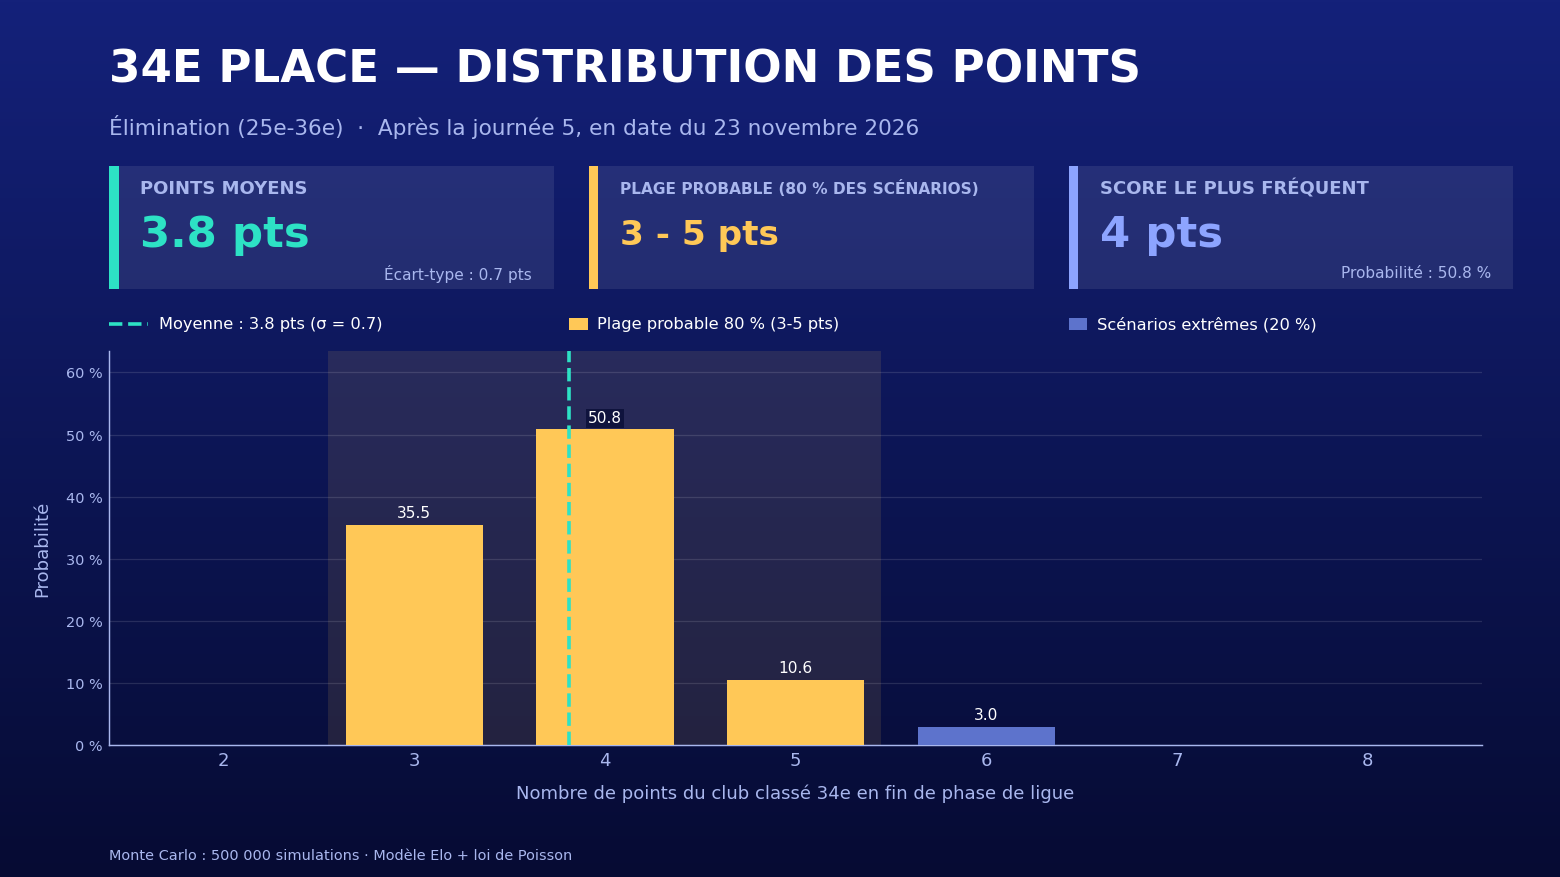 34E PLACE — DISTRIBUTION DES POINTS
Élimination (25e-36e)  ·  Après la journée 5, en date du 23 novembre 2026
POINTS MOYENS
3.8 pts
Écart-type : 0.7 pts
PLAGE PROBABLE (80 % DES SCÉNARIOS)
3 - 5 pts
SCORE LE PLUS FRÉQUENT
4 pts
Probabilité : 50.8 %
Moyenne : 3.8 pts (σ = 0.7)
Plage probable 80 % (3-5 pts)
Scénarios extrêmes (20 %)
Probabilité
60 %
50 %
40 %
30 %
20 %
10 %
0 %
35.5
50.8
10.6
3.0
2
3
4
5
6
7
8
Nombre de points du club classé 34e en fin de phase de ligue
Monte Carlo : 500 000 simulations · Modèle Elo + loi de Poisson